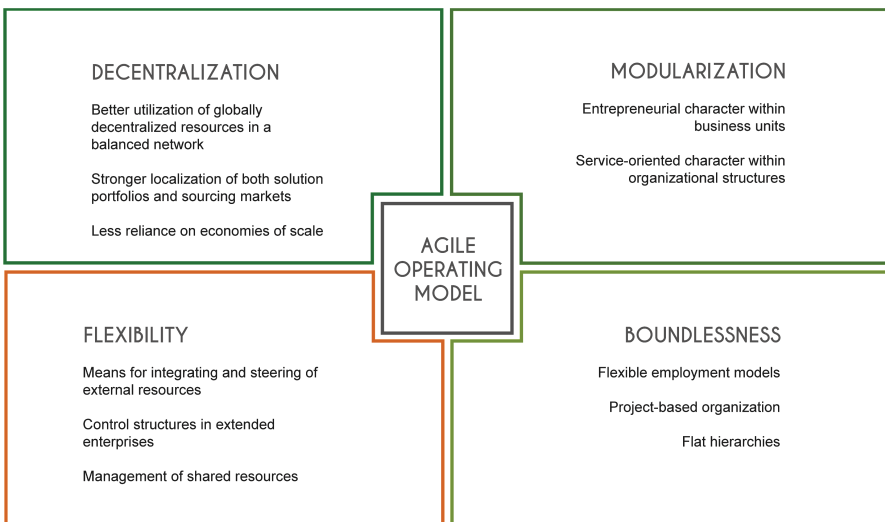 DECENTRALIZATION
Better utilization of globally
decentralized resources in a
balanced network
Stronger localization of both solution
portfolios and sourcing markets
Less reliance on economies of scale
MODULARIZATION
Entrepreneurial character within
business units
Service-oriented character within
organizational structures
AGILE
OPERATING
MODEL
FLEXIBILITY
Means for integrating and steering of
external resources
Control structures in extended
enterprises
Management of shared resources
BOUNDLESSNESS
Flexible employment models
Project-based organization
Flat hierarchies